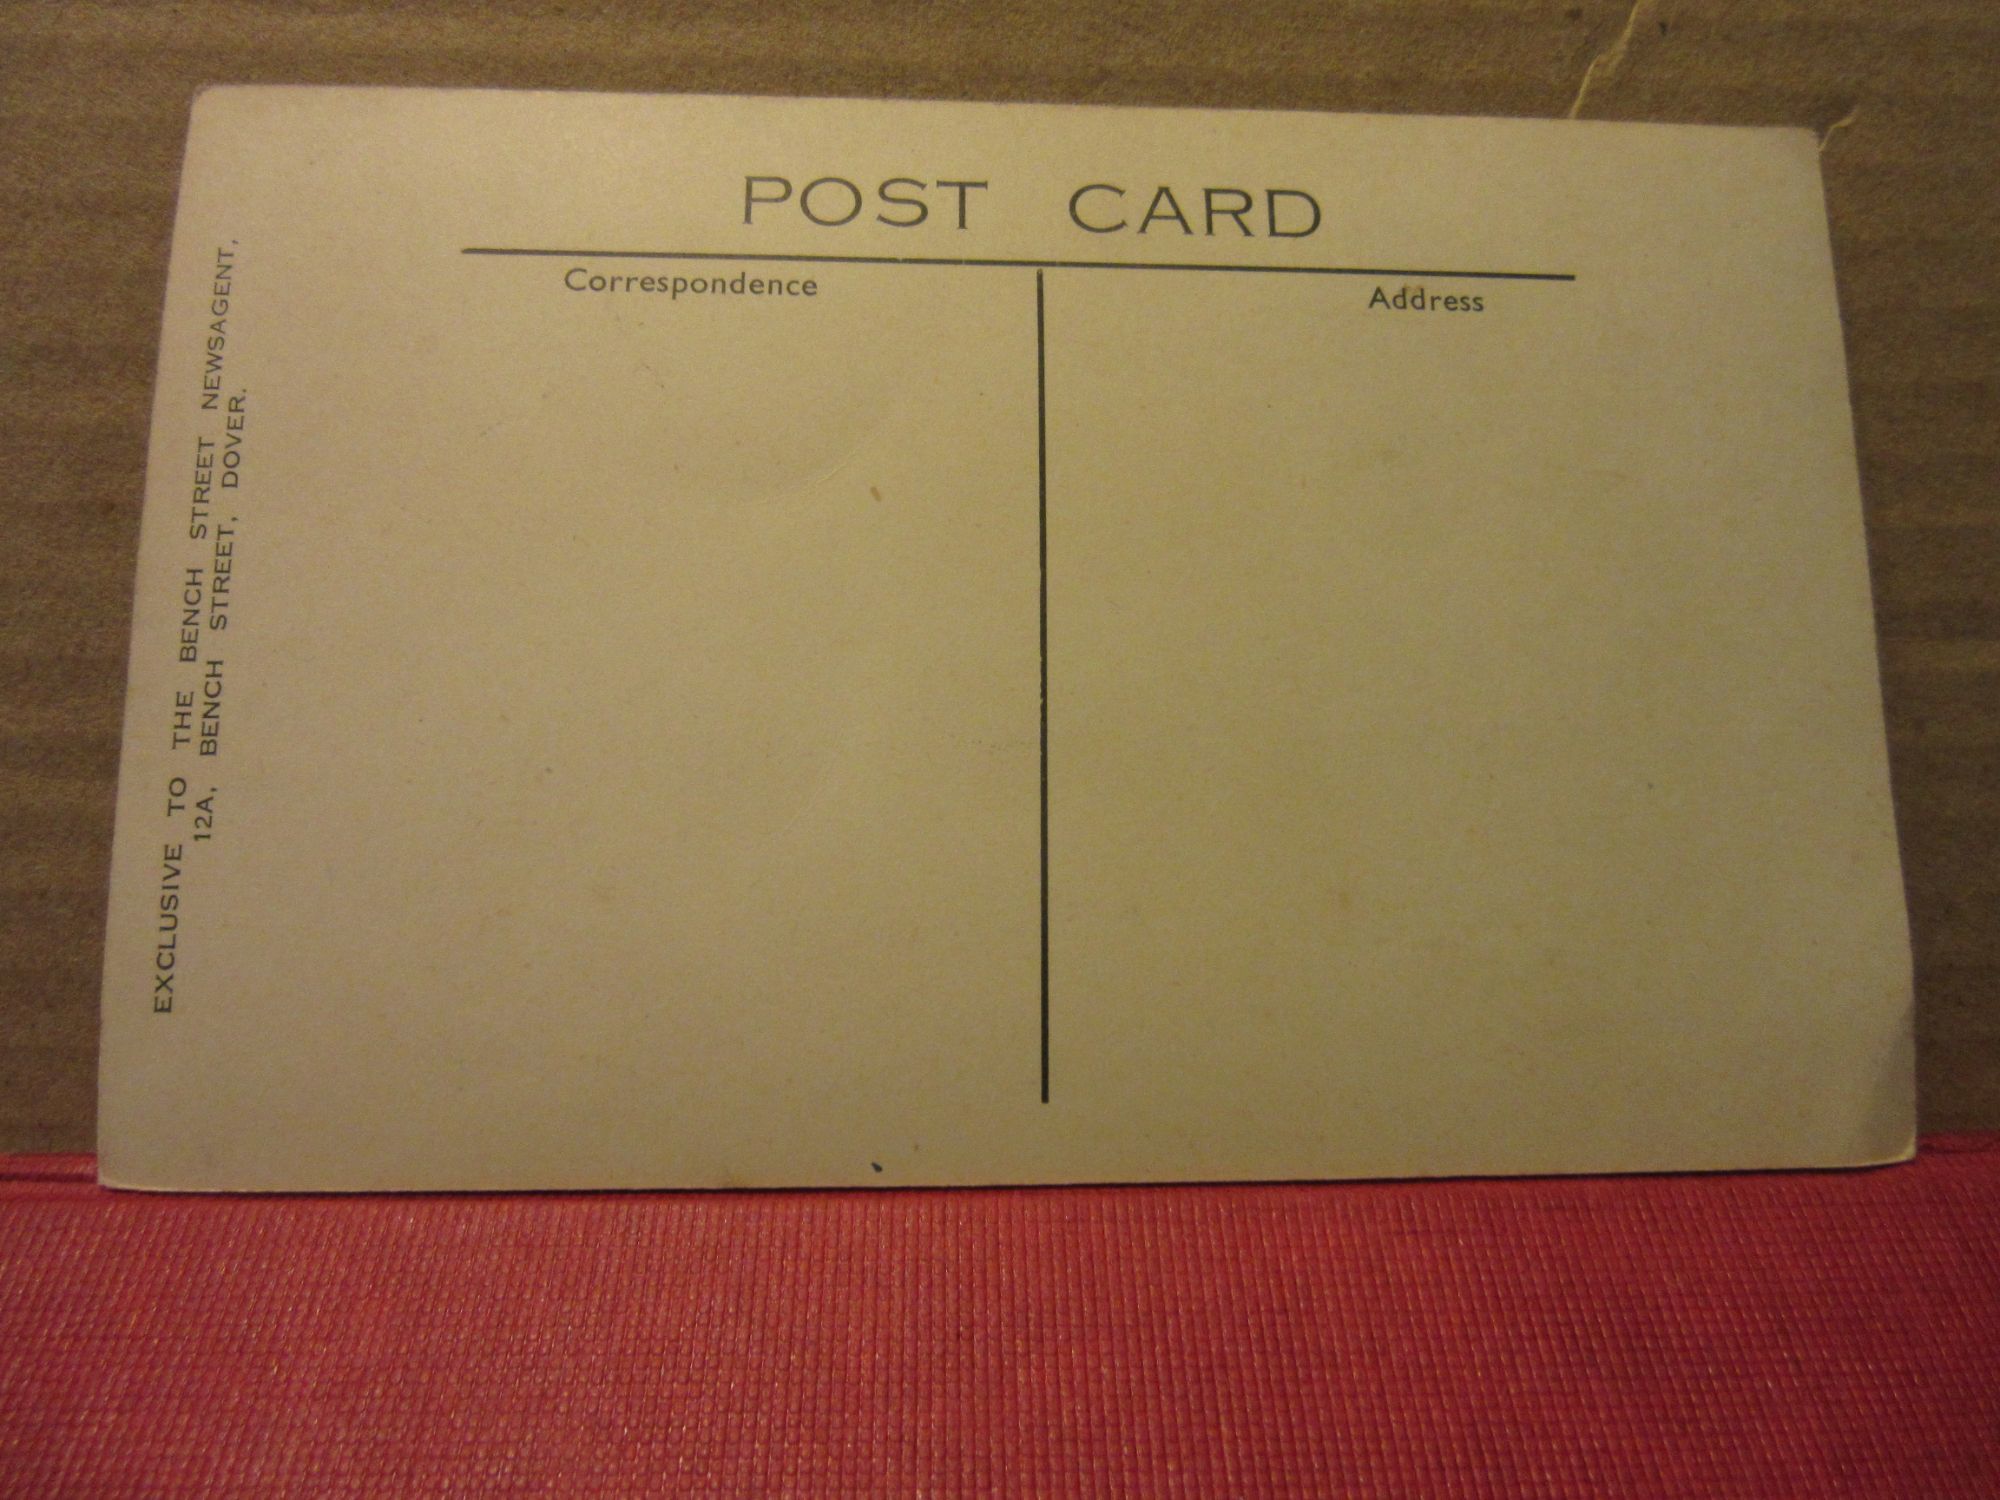 POST CARD
Correspondence
Address
EXCLUSIVE TO THE BENCH STREET NEWSAGENT,
12A, BENCH STREET, DOVER.